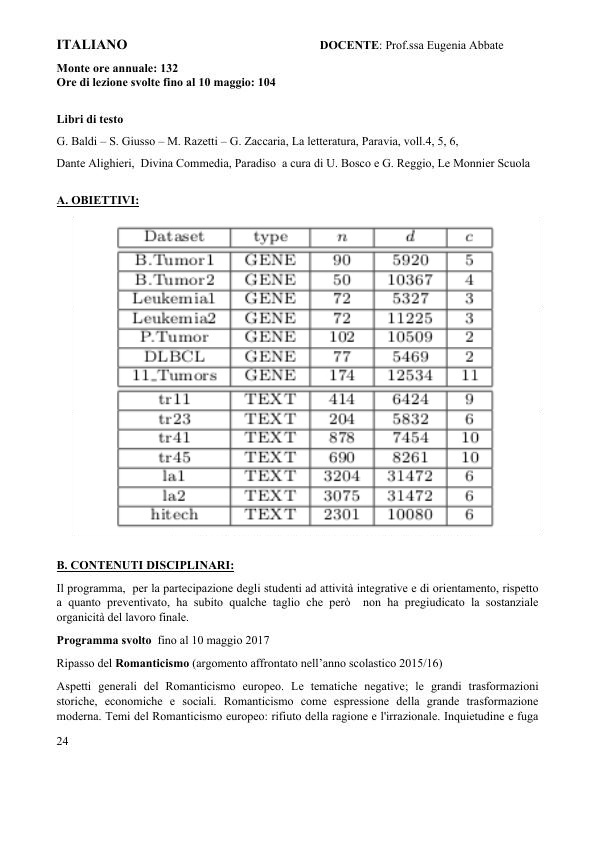 ITALIANO DOCENTE: Prof.ssa Eugenia Abbate
Monte ore annuale: 132
Ore di lezione svolte fino al 10 maggio: 104
Libri di testo
G. Baldi – S. Giusso – M. Razetti – G. Zaccaria, La letteratura, Paravia, voll.4, 5, 6,
Dante Alighieri, Divina Commedia, Paradiso a cura di U. Bosco e G. Reggio, Le Monnier Scuola
A. OBIETTIVI:
Dataset type n d c
B.Tumor1 GENE 90 5920 5
B.Tumor2 GENE 50 10367 4
Leukemia1 GENE 72 5327 3
Leukemia2 GENE 72 11225 3
P.Tumor GENE 102 10509 2
DLBCL GENE 77 5469 2
11_Tumors GENE 174 12534 11
tr11 TEXT 414 6424 9
tr23 TEXT 204 5832 6
tr41 TEXT 878 7454 10
tr45 TEXT 690 8261 10
la1 TEXT 3204 31472 6
la2 TEXT 3075 31472 6
hitech TEXT 2301 10080 6
B. CONTENUTI DISCIPLINARI:
Il programma, per la partecipazione degli studenti ad attività integrative e di orientamento, rispetto
a quanto preventivato, ha subito qualche taglio che però non ha pregiudicato la sostanziale
organicità del lavoro finale.
Programma svolto fino al 10 maggio 2017
Ripasso del Romanticismo (argomento affrontato nell’anno scolastico 2015/16)
Aspetti generali del Romanticismo europeo. Le tematiche negative; le grandi trasformazioni
storiche, economiche e sociali. Romanticismo come espressione della grande trasformazione
moderna. Temi del Romanticismo europeo: rifiuto della ragione e l'irrazionale. Inquietudine e fuga
24